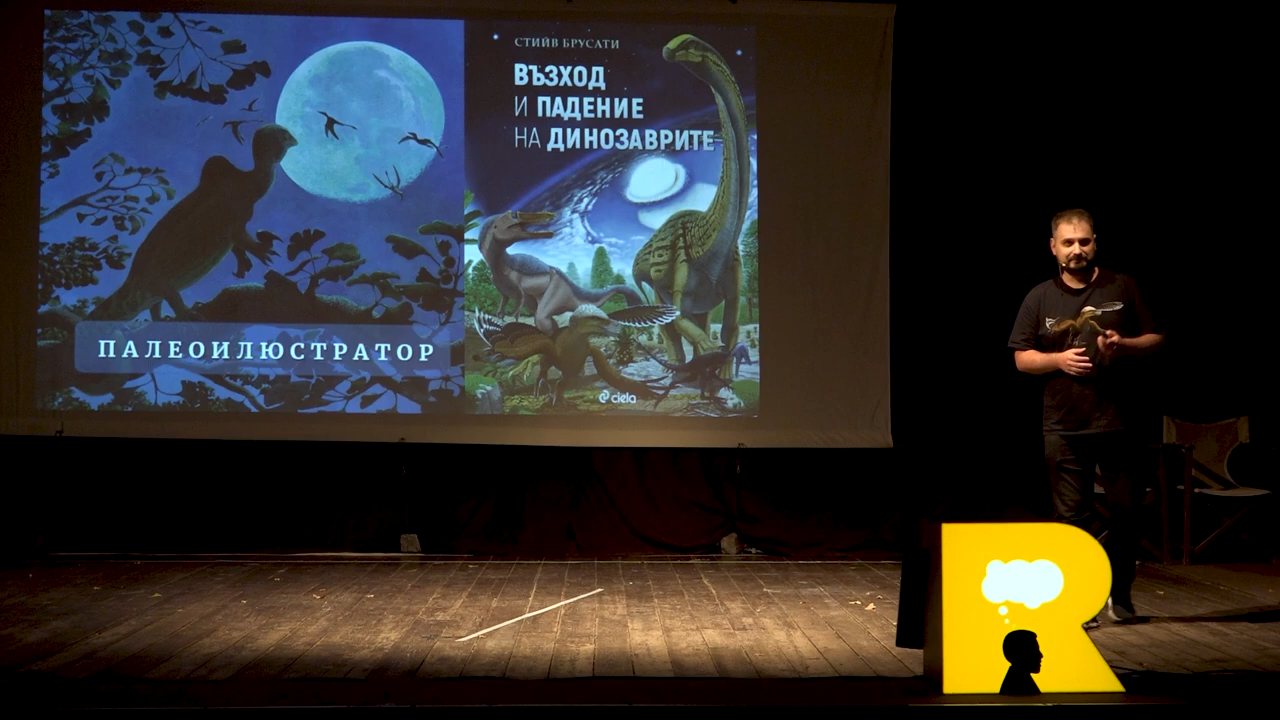 ПАЛЕОИЛЮСТРАТОР
СТИЙВ БРУСАТИ
ВЪЗХОД
И ПАДЕНИЕ
НА ДИНОЗАВРИТЕ
ciela
R